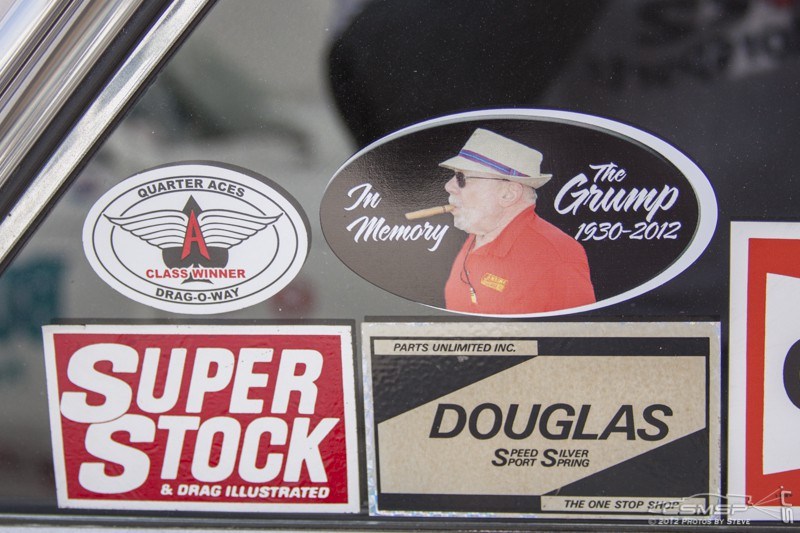 QUARTER ACES
A
CLASS WINNER
DRAG-O-WAY
In
Memory
The
Grump
1930-2012
SUPER
STOCK
& DRAG ILLUSTRATED
PARTS UNLIMITED INC.
DOUGLAS
SPEED SILVER
SPORT SPRING
THE ONE STOP SHOP
SMSP
© 2012 PHOTOS BY STEVE